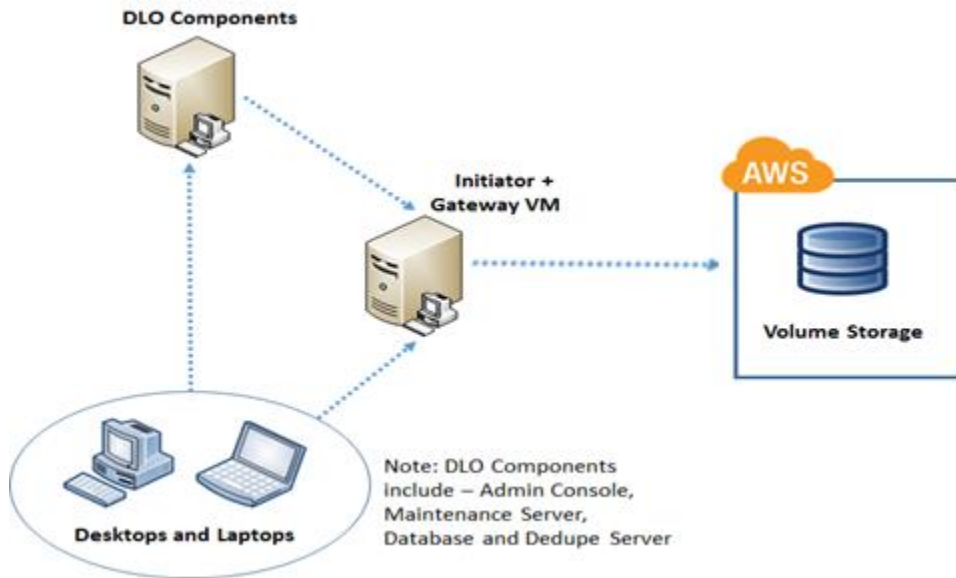 DLO Components
Initiator +
Gateway VM
AWS
Volume Storage
Desktops and Laptops
Note: DLO Components
include – Admin Console,
Maintenance Server,
Database and Dedupe Server